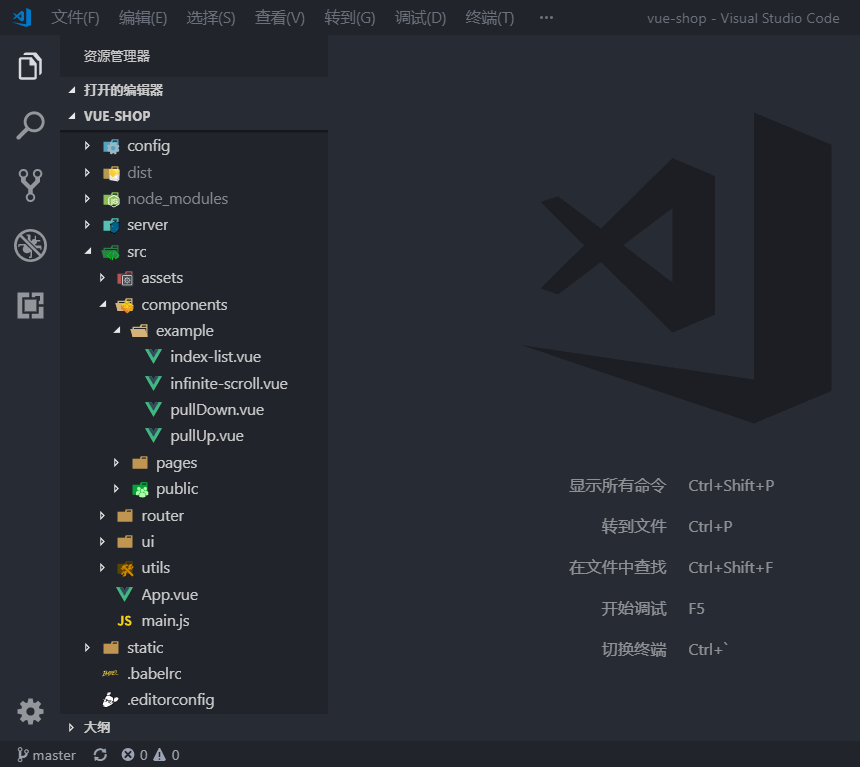 文件(F) 编辑(E) 选择(S) 查看(V) 转到(G) 调试(D) 终端(T) ··· vue-shop - Visual Studio Code
资源管理器
打开的编辑器
VUE-SHOP
config
dist
node_modules
server
src
assets
components
example
index-list.vue
infinite-scroll.vue
pullDown.vue
pullUp.vue
pages
public
router
ui
utils
App.vue
JS main.js
static
.babelrc
.editorconfig
大纲
显示所有命令 Ctrl+Shift+P
转到文件 Ctrl+P
在文件中查找 Ctrl+Shift+F
开始调试 F5
切换终端 Ctrl+`
master 0 0